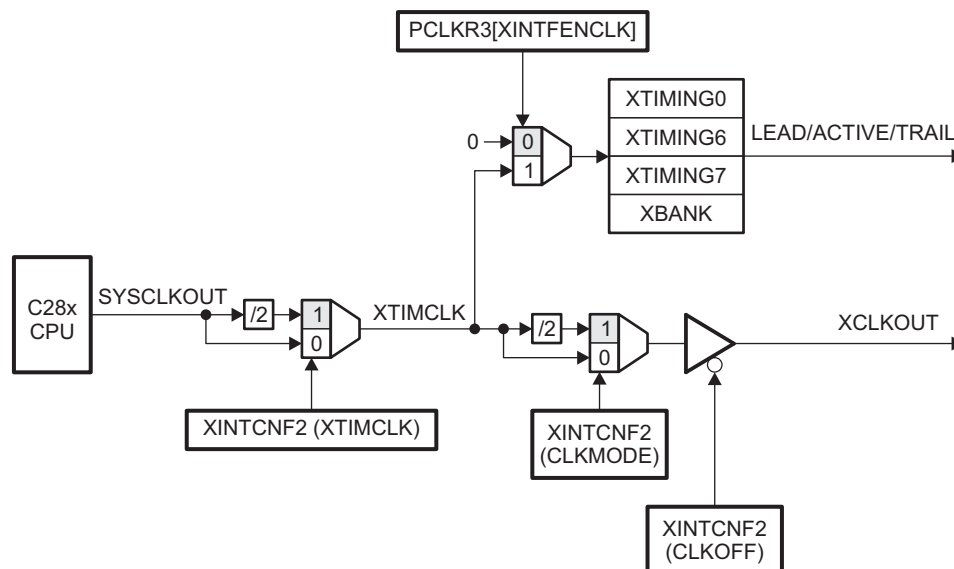 PCLKR3[XINTFENCLK]
XTIMING0
0
0
XTIMING6
LEAD/ACTIVE/TRAIL
1
XTIMING7
XBANK
C28x
CPU
SYSCLKOUT
/2
1
0
XTIMCLK
/2
1
0
XCLKOUT
XINTCNF2 (XTIMCLK)
XINTCNF2
(CLKMODE)
XINTCNF2
(CLKOFF)